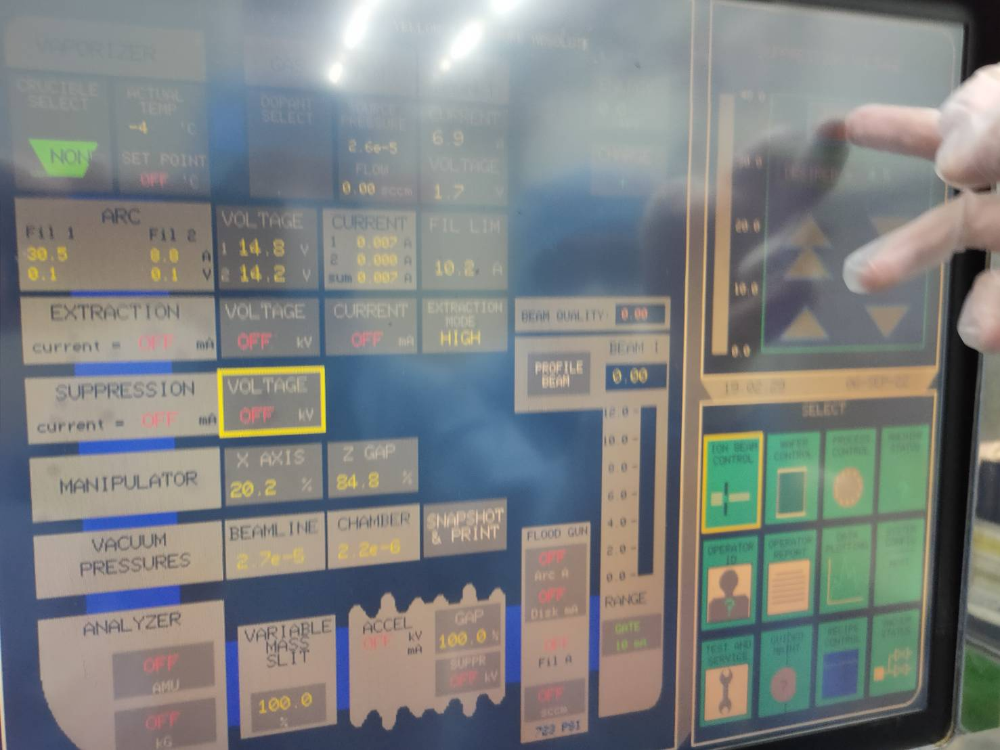 VAPORIZER
CRUCIBLE SELECT
NONE
ACTUAL TEMP
-4 °C
SET POINT
OFF °C
DOPANT SELECT
PRESSURE
2.6e-5
FLOW
0.00 sccm
CURRENT
6.9
VOLTAGE
1.7 V
ARC
Fil 1 Fil 2
30.5 0.0 A
0.1 0.1 V
VOLTAGE
1 14.8 V
2 14.2 V
CURRENT
1 0.007 A
2 0.000 A
sum 0.007 A
FIL LIM
10.2 A
EXTRACTION
current = OFF mA
VOLTAGE
OFF kV
CURRENT
OFF mA
EXTRACTION MODE
HIGH
BEAM QUALITY: 0.00
PROFILE BEAM
BEAM I
0.00
SUPPRESSION
current = OFF mA
VOLTAGE
OFF kV
MANIPULATOR
X AXIS
20.2 %
Z GAP
84.8 %
VACUUM PRESSURES
BEAMLINE
2.7e-6
CHAMBER
2.2e-6
SNAPSHOT & PRINT
12.0
10.0
8.0
6.0
4.0
2.0
0.0
RANGE
GATE
10 mA
FLOOD GUN
OFF
Arc A
OFF
Disk mA
OFF
Fil A
OFF
sccm
723 PSI
ANALYZER
OFF
AMU
OFF
kG
VARIABLE MASS SLIT
100.0
%
ACCEL
OFF kV
mA
GAP
100.0 %
SUPPR
OFF kV
40.0
30.0
20.0
10.0
0.0
19:02:29 06-SEP-22
SELECT
ION BEAM CONTROL
WAFER CONTROL
PROCESS CONTROL
MACHINE STATUS
OPERATOR ID
OPERATOR REPORT
DATA PLOTTING
SYSTEM CONFIG
TEST AND SERVICE
GUIDED MAINT
RECIPE CONTROL
VACUUM STATUS